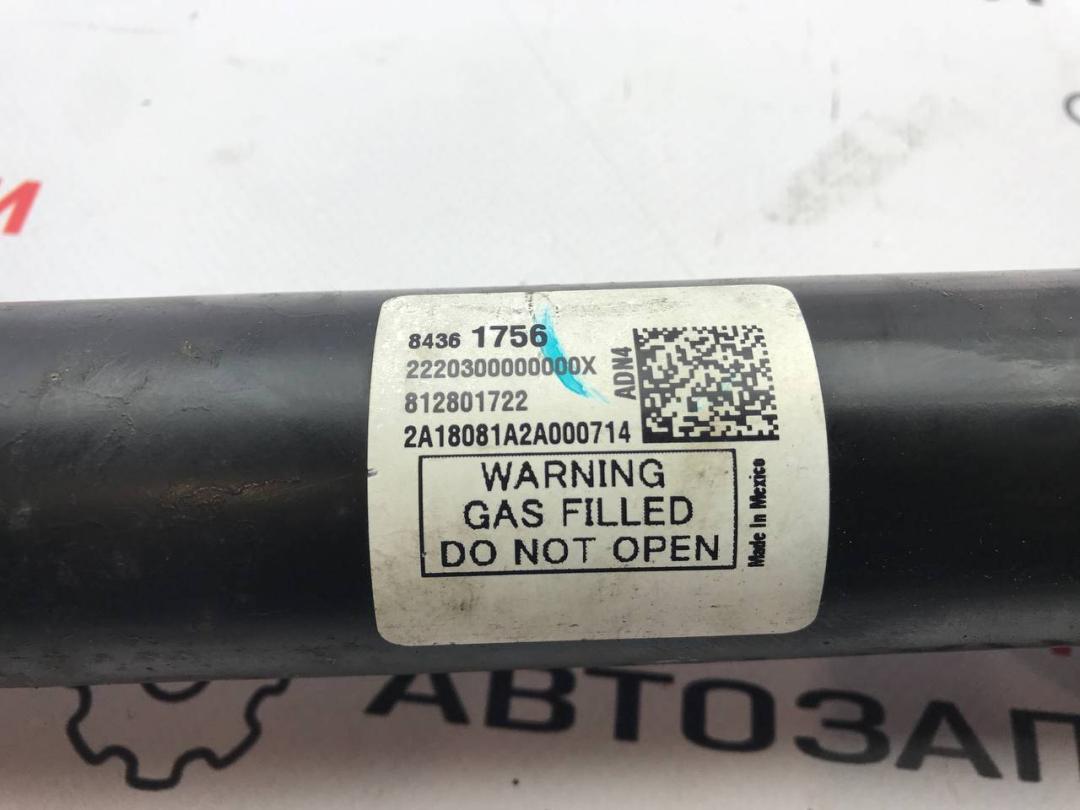 и
8436 1756
2220300000000X
812801722
2A18081A2A000714
ADN4
WARNING
GAS FILLED
DO NOT OPEN
Made in Mexico
АВТОЗАП